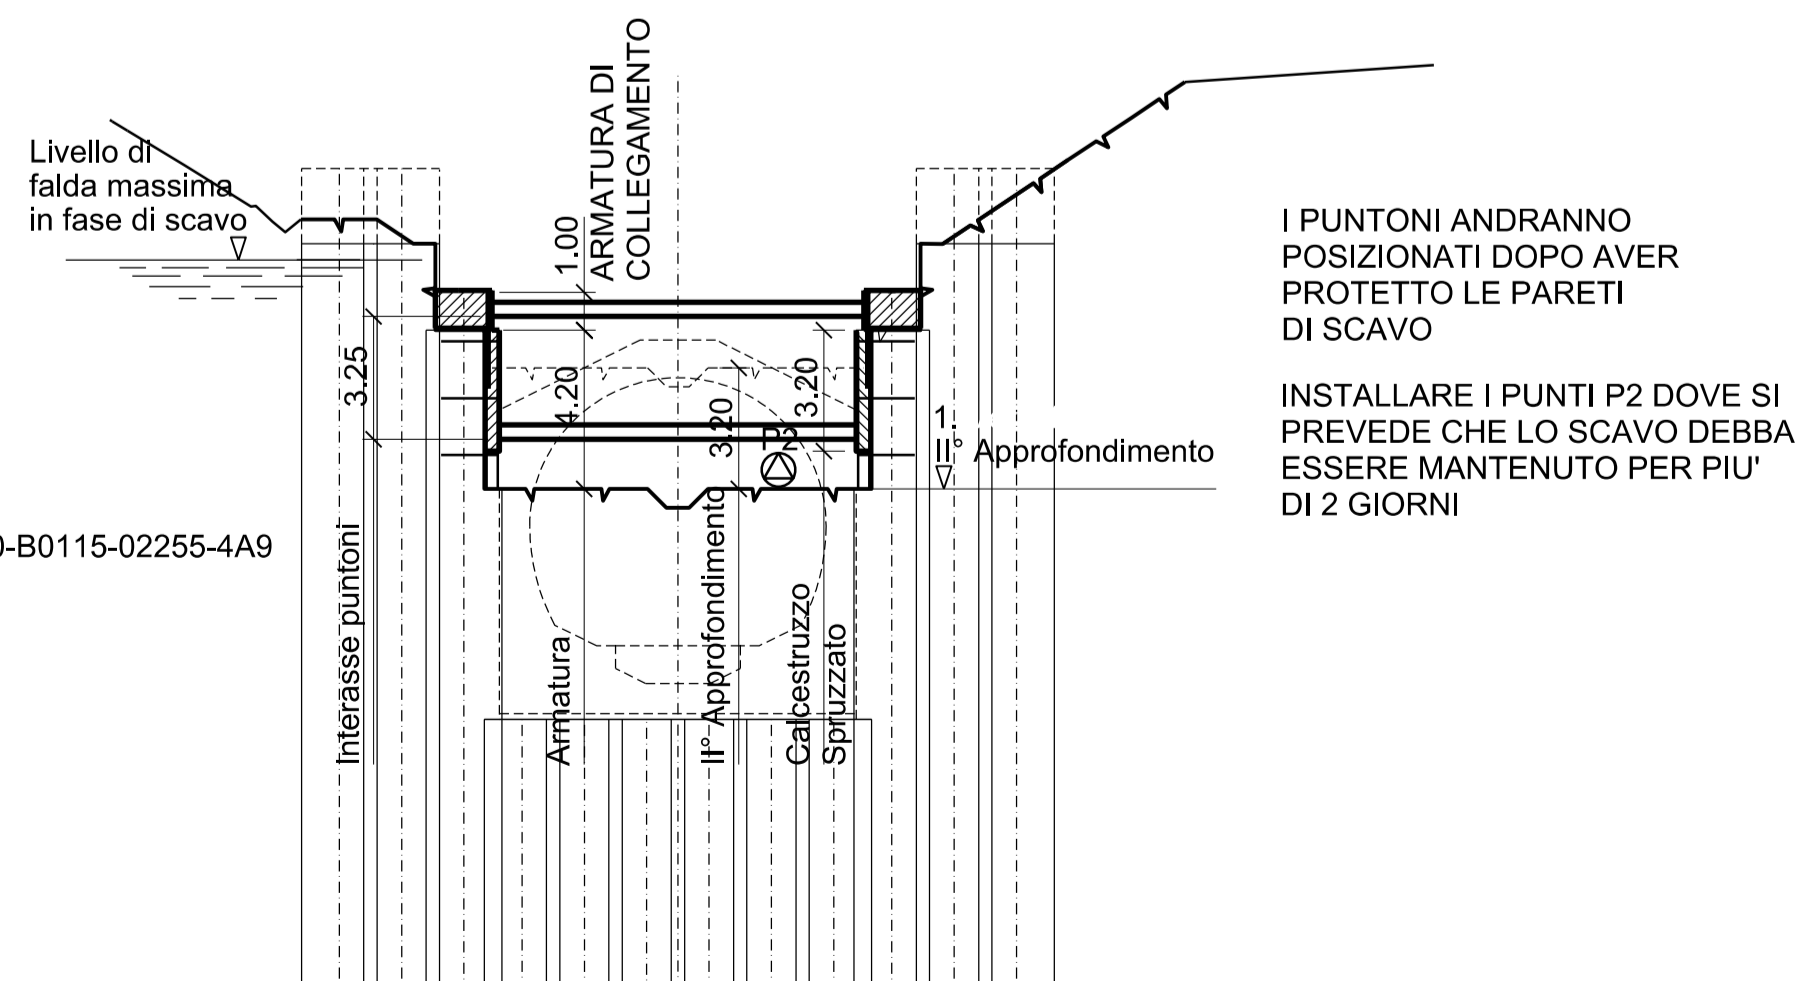 ARMATURA DI
COLLEGAMENTO
1.00
Livello di
falda massima
in fase di scavo
3.25
4.20
3.20
3.20
P2
1.
II° Approfondimento
I PUNTONI ANDRANNO
POSIZIONATI DOPO AVER
PROTETTO LE PARETI
DI SCAVO
INSTALLARE I PUNTI P2 DOVE SI
PREVEDE CHE LO SCAVO DEBBA
ESSERE MANTENUTO PER PIU'
DI 2 GIORNI
-B0115-02255-4A9
Interasse puntoni
Armatura
II° Approfondimento
Calcestruzzo
Spruzzato